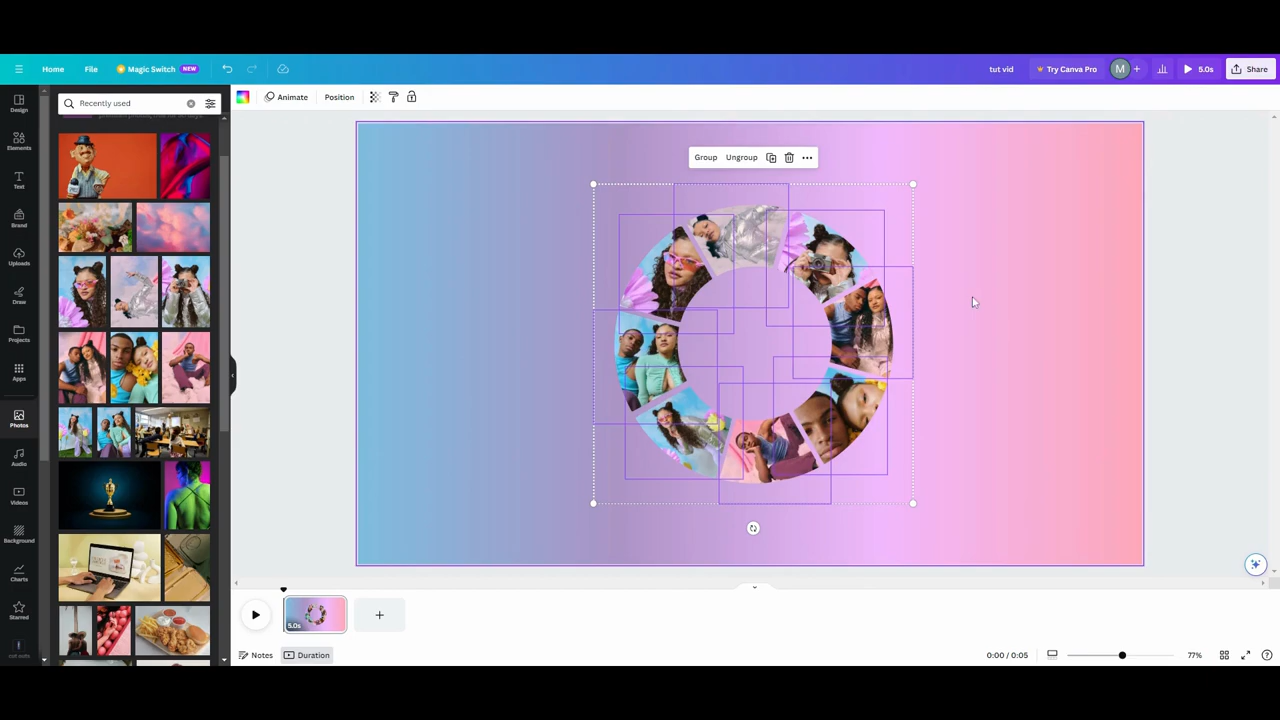 Home File Magic Switch NEW tut vid Try Canva Pro M + 5.0s Share
Design
Elements
Text
Brand
Uploads
Draw
Projects
Apps
Photos
Audio
Videos
Background
Charts
Starred
Recently used
Animate Position
Group Ungroup
5.0s
Notes Duration 0:00 / 0:05 77%